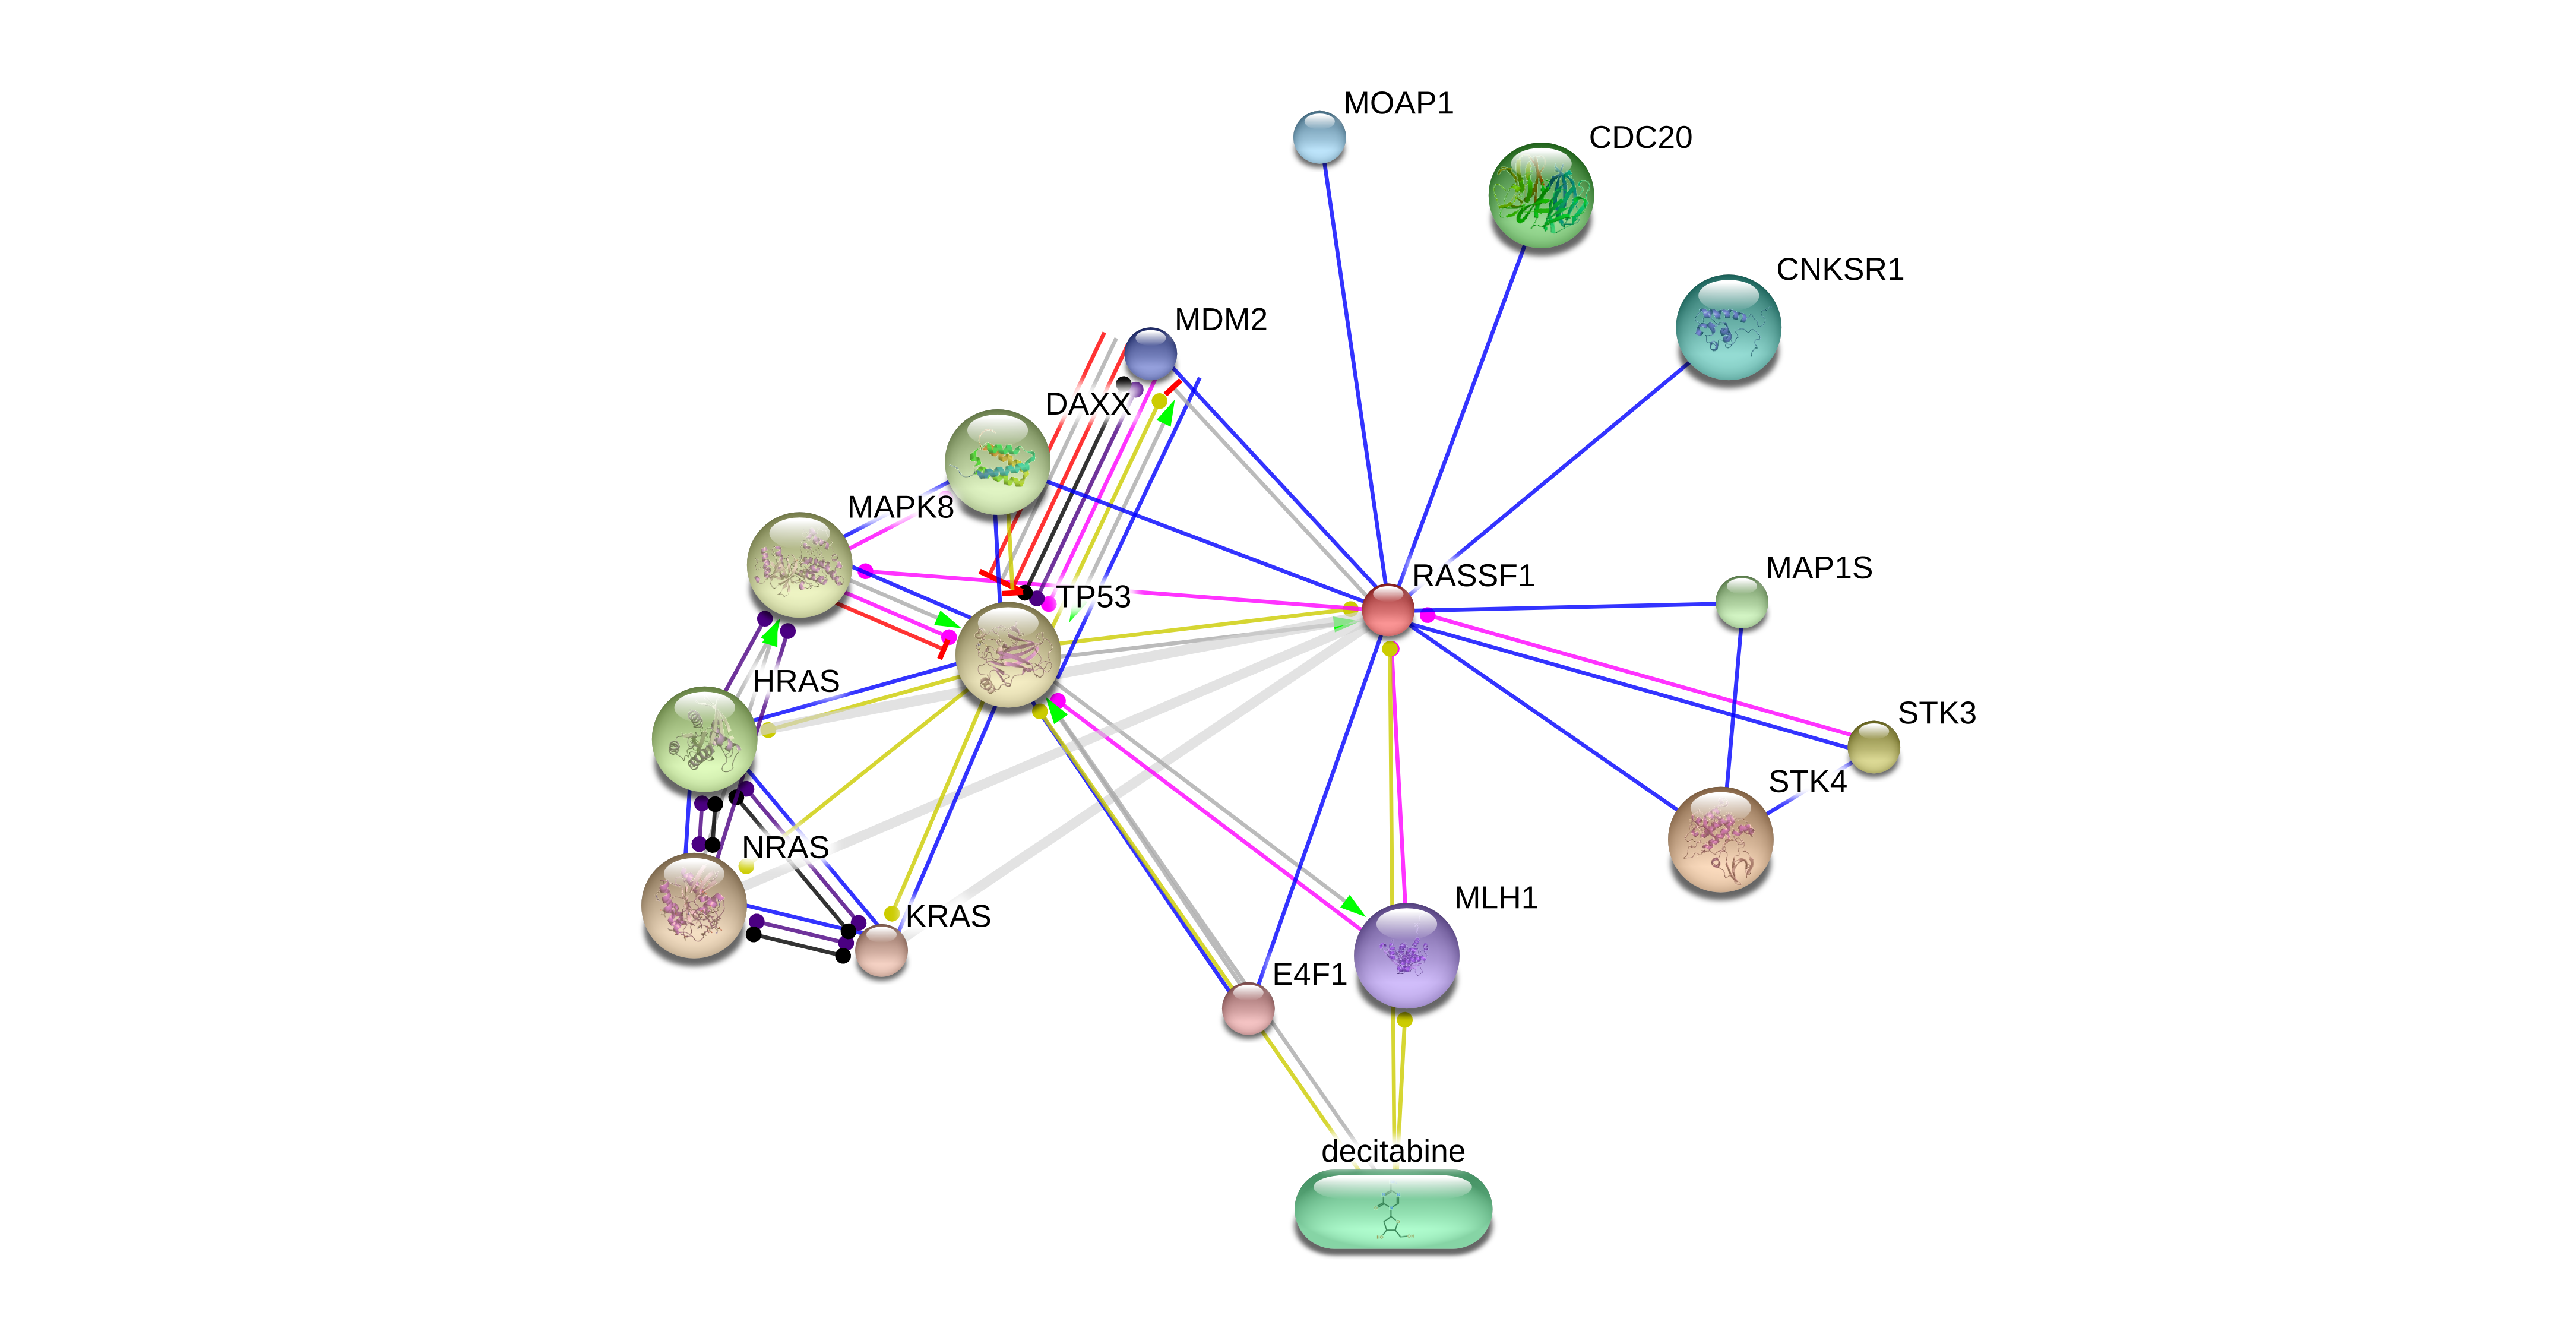 MOAP1
CDC20
CNKSR1
MDM2
DAXX
MAPK8
MAP1S
RASSF1
TP53
HRAS
STK3
STK4
NRAS
MLH1
KRAS
E4F1
decitabine